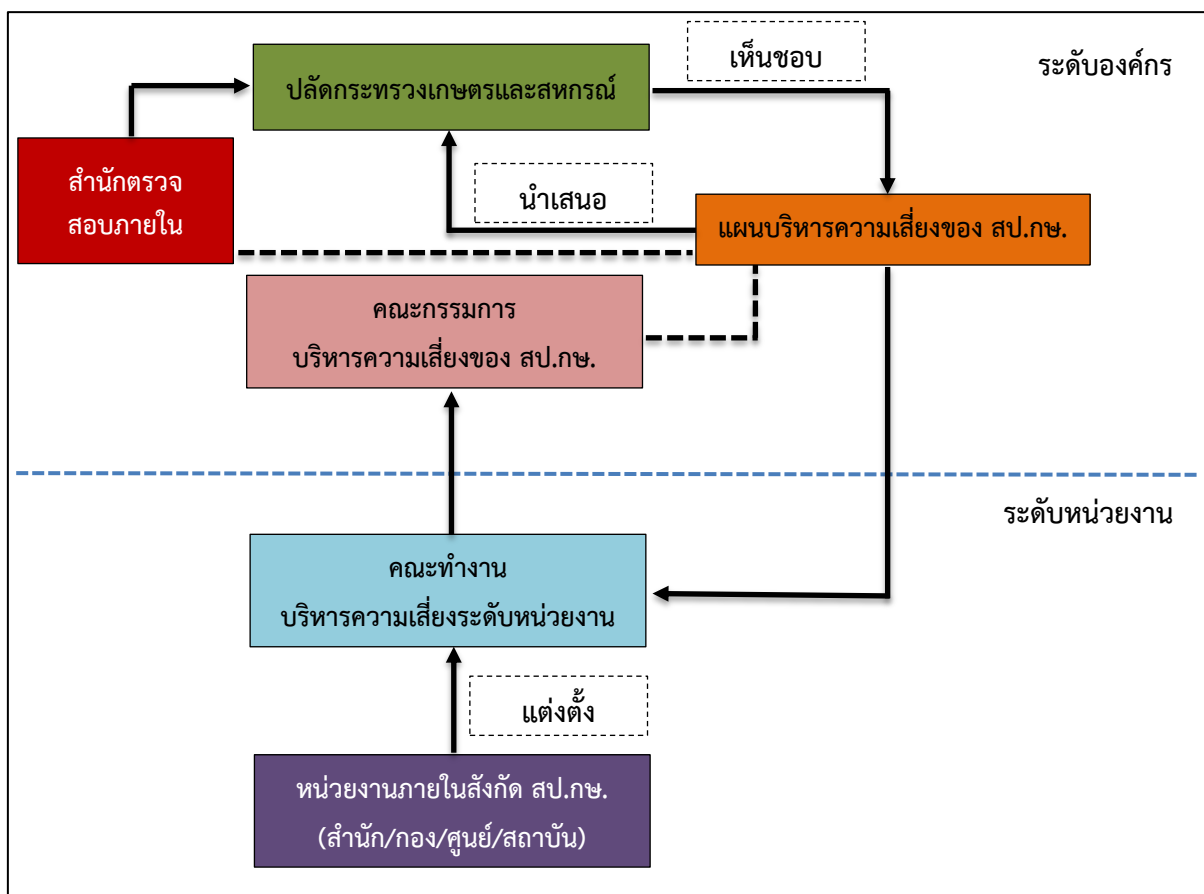 เห็นชอบ
ระดับองค์กร
ปลัดกระทรวงเกษตรและสหกรณ์
สำนักตรวจ
สอบภายใน
นำเสนอ
แผนบริหารความเสี่ยงของ สป.กษ.
คณะกรรมการ
บริหารความเสี่ยงของ สป.กษ.
ระดับหน่วยงาน
คณะทำงาน
บริหารความเสี่ยงระดับหน่วยงาน
แต่งตั้ง
หน่วยงานภายในสังกัด สป.กษ.
(สำนัก/กอง/ศูนย์/สถาบัน)